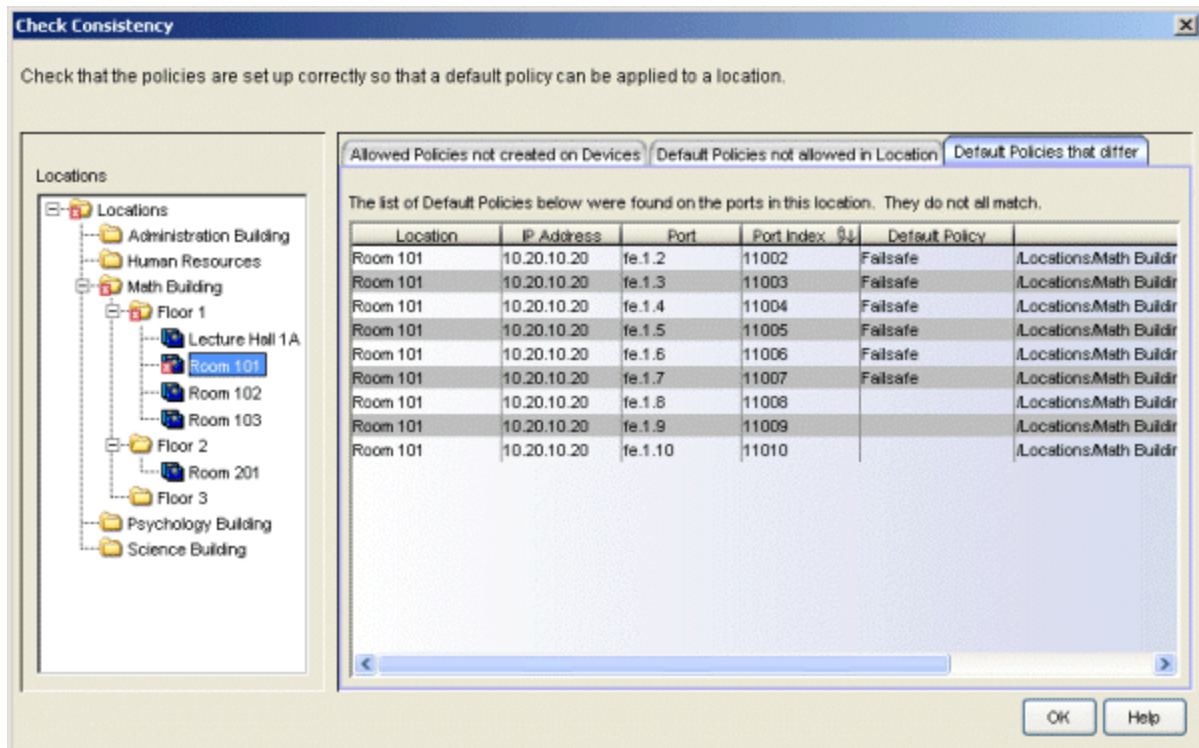 Check Consistency
Check that the policies are set up correctly so that a default policy can be applied to a location.
Locations
Locations
Administration Building
Human Resources
Math Building
Floor 1
Lecture Hall 1A
Room 101
Room 102
Room 103
Floor 2
Room 201
Floor 3
Psychology Building
Science Building
Allowed Policies not created on Devices Default Policies not allowed in Location Default Policies that differ
The list of Default Policies below were found on the ports in this location. They do not all match.
Location IP Address Port Port Index Default Policy
Room 101 10.20.10.20 fe.1.2 11002 Failsafe /Locations/Math Buildir
Room 101 10.20.10.20 fe.1.3 11003 Failsafe /Locations/Math Buildir
Room 101 10.20.10.20 fe.1.4 11004 Failsafe /Locations/Math Buildir
Room 101 10.20.10.20 fe.1.5 11005 Failsafe /Locations/Math Buildir
Room 101 10.20.10.20 fe.1.6 11006 Failsafe /Locations/Math Buildir
Room 101 10.20.10.20 fe.1.7 11007 Failsafe /Locations/Math Buildir
Room 101 10.20.10.20 fe.1.8 11008 /Locations/Math Buildir
Room 101 10.20.10.20 fe.1.9 11009 /Locations/Math Buildir
Room 101 10.20.10.20 fe.1.10 11010 /Locations/Math Buildir
OK Help